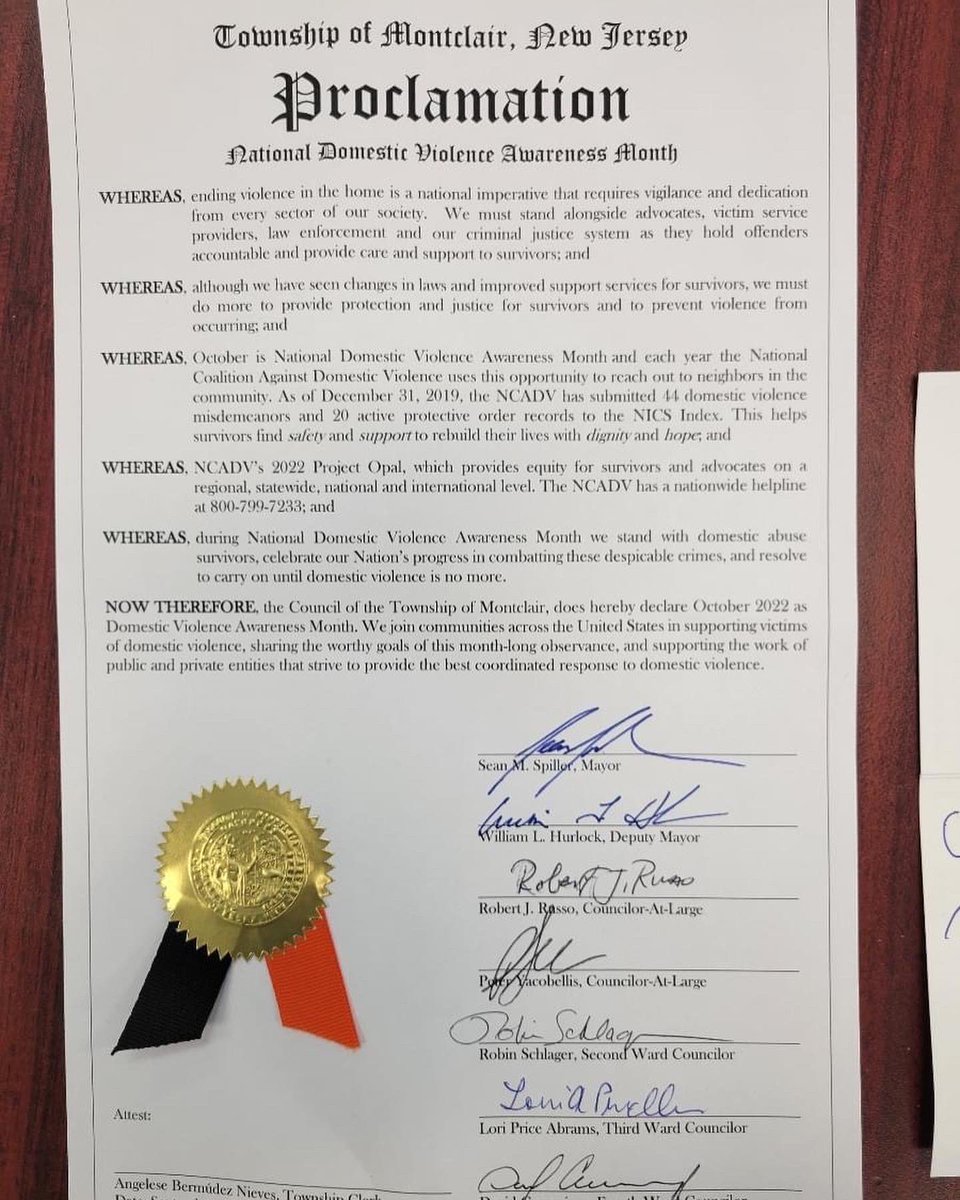 Township of Montclair, New Jersey
Proclamation
National Domestic Violence Awareness Month
WHEREAS, ending violence in the home is a national imperative that requires vigilance and dedication
from every sector of our society. We must stand alongside advocates, victim service
providers, law enforcement and our criminal justice system as they hold offenders
accountable and provide care and support to survivors; and
WHEREAS, although we have seen changes in laws and improved support services for survivors, we must
do more to provide protection and justice for survivors and to prevent violence from
occurring; and
WHEREAS, October is National Domestic Violence Awareness Month and each year the National
Coalition Against Domestic Violence uses this opportunity to reach out to neighbors in the
community. As of December 31, 2019, the NCADV has submitted 44 domestic violence
misdemeanors and 20 active protective order records to the NICS Index. This helps
survivors find safety and support to rebuild their lives with dignity and hope; and
WHEREAS, NCADV's 2022 Project Opal, which provides equity for survivors and advocates on a
regional, statewide, national and international level. The NCADV has a nationwide helpline
at 800-799-7233; and
WHEREAS, during National Domestic Violence Awareness Month we stand with domestic abuse
survivors, celebrate our Nation's progress in combatting these despicable crimes, and resolve
to carry on until domestic violence is no more.
NOW THEREFORE, the Council of the Township of Montclair, does hereby declare October 2022 as
Domestic Violence Awareness Month. We join communities across the United States in supporting victims
of domestic violence, sharing the worthy goals of this month-long observance, and supporting the work of
public and private entities that strive to provide the best coordinated response to domestic violence.
Sean M. Spiller, Mayor
William L. Hurlock, Deputy Mayor
Robert J. Russo
Robert J. Russo, Councilor-At-Large
Peter Yacobellis, Councilor-At-Large
Robin Schlager
Robin Schlager, Second Ward Councilor
Lori Price Abrams, Third Ward Councilor
Attest:
Angelese Bermúdez Nieves, Township Clerk